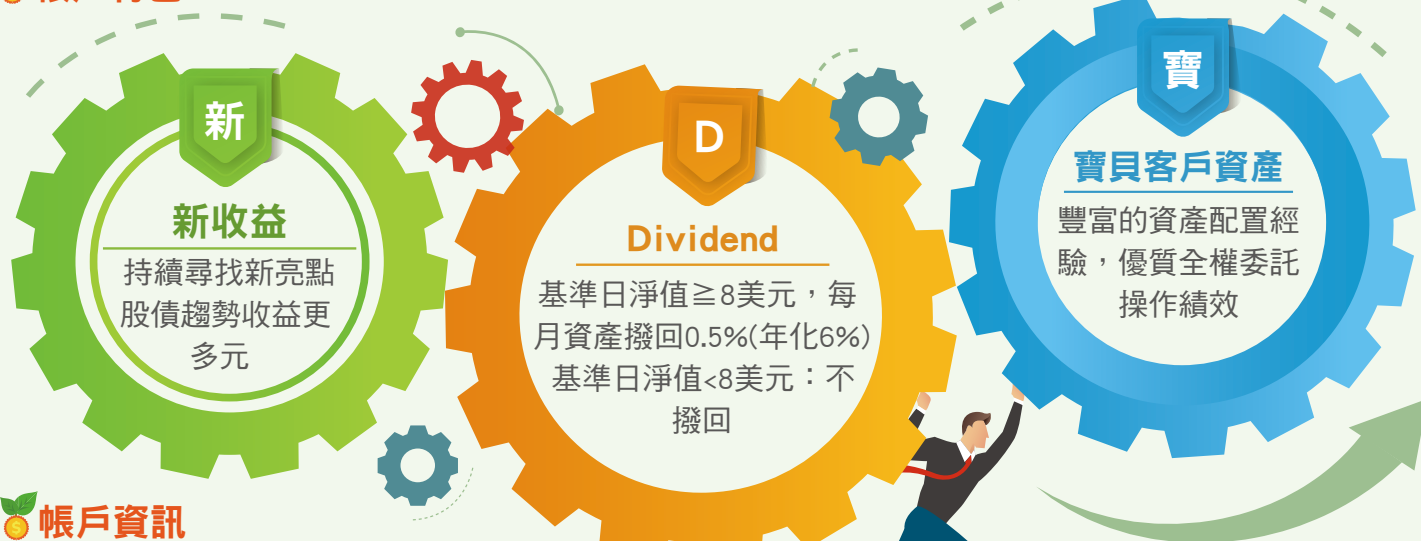 新
新收益
持續尋找新亮點
股債趨勢收益更
多元
D
Dividend
基準日淨值≧8美元，每
月資產撥回0.5%(年化6%)
基準日淨值<8美元：不
撥回
寶
寶貝客戶資產
豐富的資產配置經
驗，優質全權委託
操作績效
帳戶資訊